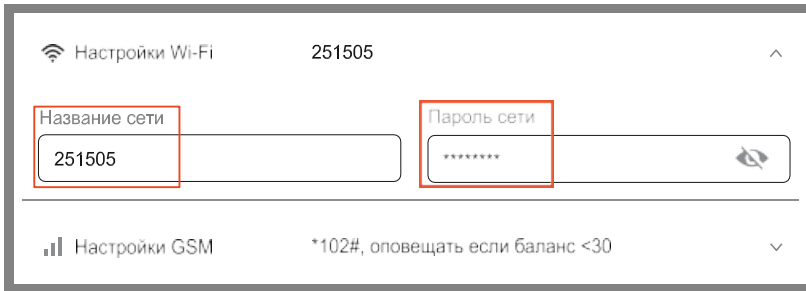 Настройки Wi-Fi 251505
Название сети Пароль сети
251505 ********
Настройки GSM *102#, оповещать если баланс <30